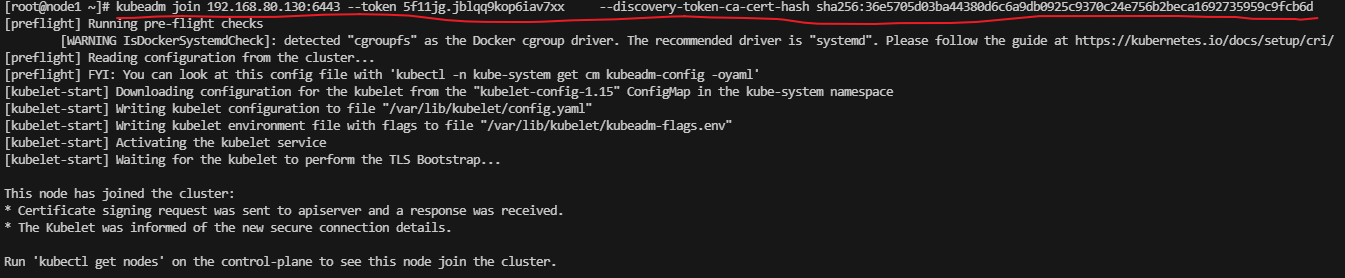 [root@node1 ~]# kubeadm join 192.168.80.130:6443 --token 5f11jg.jblqq9kop6iav7xx     --discovery-token-ca-cert-hash sha256:36e5705d03ba44380d6c6a9db0925c9370c24e756b2beca1692735959c9fcb6d
[preflight] Running pre-flight checks
        [WARNING IsDockerSystemdCheck]: detected "cgroupfs" as the Docker cgroup driver. The recommended driver is "systemd". Please follow the guide at https://kubernetes.io/docs/setup/cri/
[preflight] Reading configuration from the cluster...
[preflight] FYI: You can look at this config file with 'kubectl -n kube-system get cm kubeadm-config -oyaml'
[kubelet-start] Downloading configuration for the kubelet from the "kubelet-config-1.15" ConfigMap in the kube-system namespace
[kubelet-start] Writing kubelet configuration to file "/var/lib/kubelet/config.yaml"
[kubelet-start] Writing kubelet environment file with flags to file "/var/lib/kubelet/kubeadm-flags.env"
[kubelet-start] Activating the kubelet service
[kubelet-start] Waiting for the kubelet to perform the TLS Bootstrap...

This node has joined the cluster:
* Certificate signing request was sent to apiserver and a response was received.
* The Kubelet was informed of the new secure connection details.

Run 'kubectl get nodes' on the control-plane to see this node join the cluster.